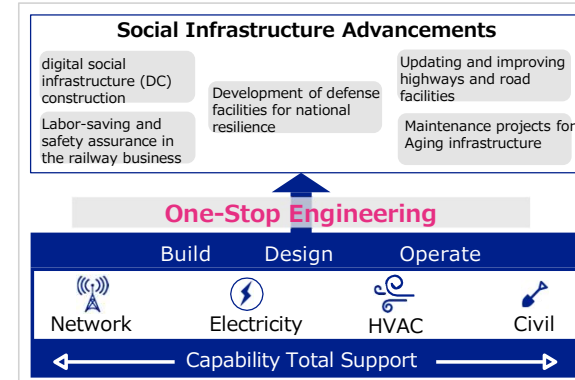 Social Infrastructure Advancements
digital social
infrastructure (DC)
construction
Labor-saving and
safety assurance in
the railway business
Development of defense
facilities for national
resilience
Updating and improving
highways and road
facilities
Maintenance projects for
Aging infrastructure
One-Stop Engineering
Build Design Operate
Network Electricity HVAC Civil
Capability Total Support